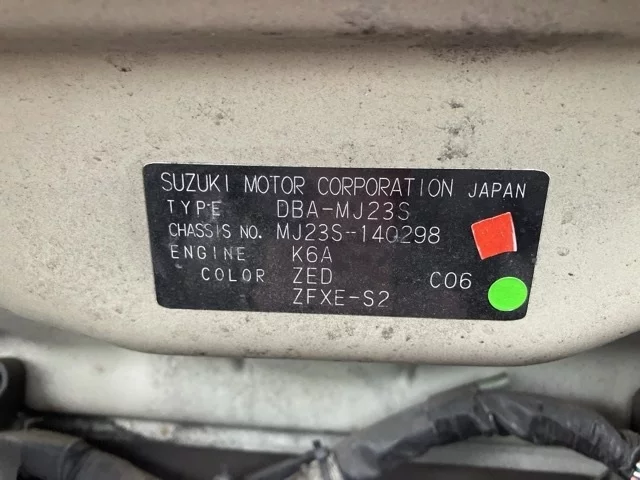 SUZUKI MOTOR CORPORATION JAPAN
TYPE DBA-MJ23S
CHASSIS NO. MJ23S-140298
ENGINE K6A
COLOR ZED C06
ZFXE-S2